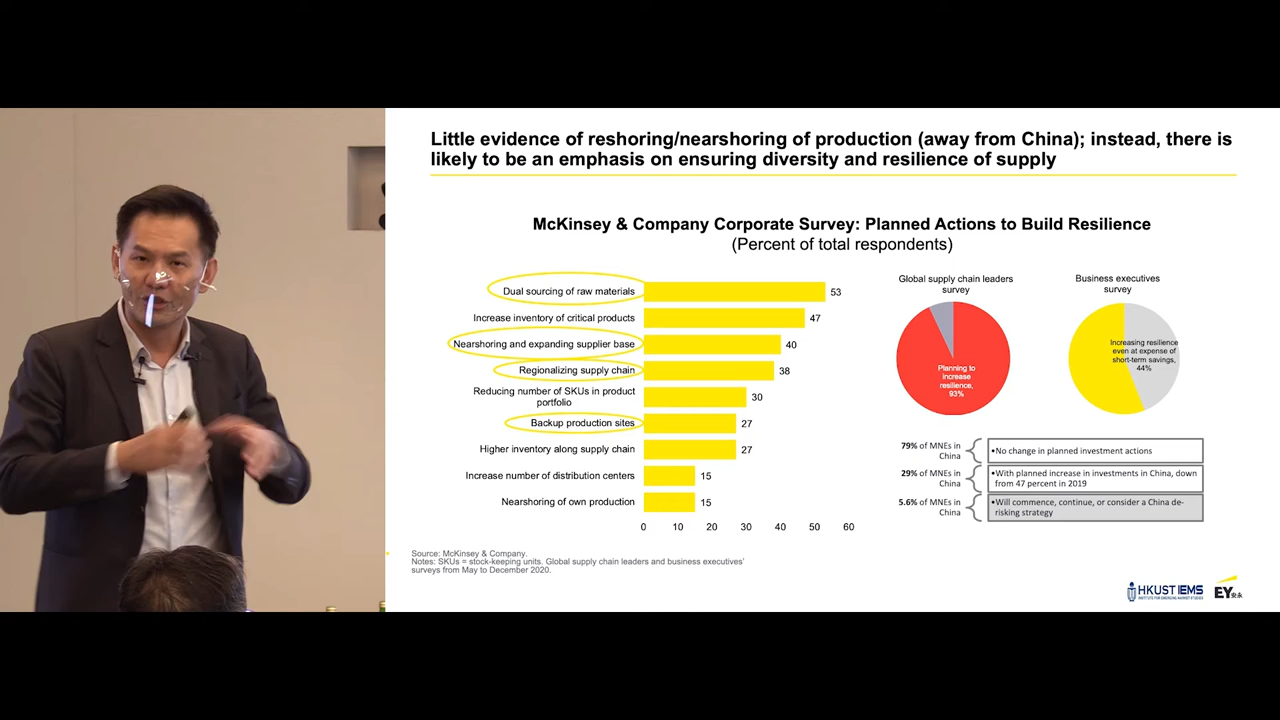 Little evidence of reshoring/nearshoring of production (away from China); instead, there is
likely to be an emphasis on ensuring diversity and resilience of supply
McKinsey & Company Corporate Survey: Planned Actions to Build Resilience
(Percent of total respondents)
Dual sourcing of raw materials 53
Increase inventory of critical products 47
Nearshoring and expanding supplier base 40
Regionalizing supply chain 38
Reducing number of SKUs in product
portfolio 30
Backup production sites 27
Higher inventory along supply chain 27
Increase number of distribution centers 15
Nearshoring of own production 15
0 10 20 30 40 50 60
Global supply chain leaders
survey
Planning to
increase
resilience,
93%
Business executives
survey
Increasing resilience
even at expense of
short-term savings,
44%
79% of MNEs in
China
•No change in planned investment actions
29% of MNEs in
China
•With planned increase in investments in China, down
from 47 percent in 2019
5.6% of MNEs in
China
•Will commence, continue, or consider a China de-
risking strategy
Source: McKinsey & Company.
Notes: SKUs = stock-keeping units. Global supply chain leaders and business executives'
surveys from May to December 2020.
HKUST IEMS
INSTITUTE FOR EMERGING MARKET STUDIES
EY安永